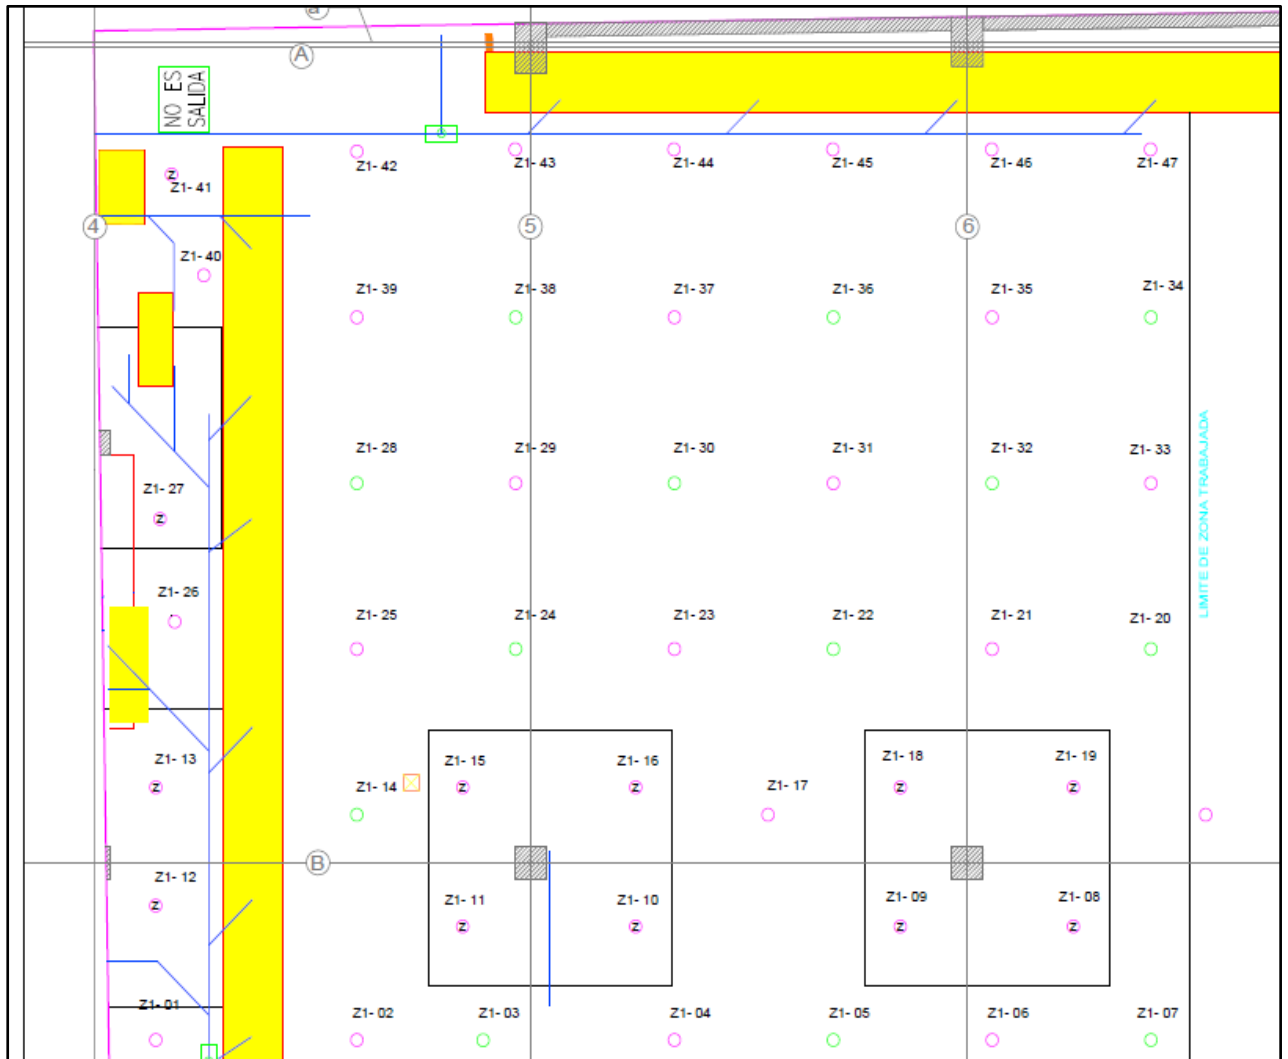 a
A
NO ES
SALIDA
Z1- 42
Z1- 43
Z1- 44
Z1- 45
Z1- 46
Z1- 47
Z
Z1- 41
4
5
6
Z1- 40
Z1- 39
Z1- 38
Z1- 37
Z1- 36
Z1- 35
Z1- 34
Z1- 28
Z1- 29
Z1- 30
Z1- 31
Z1- 32
Z1- 33
Z1- 27
Z
LIMITE DE ZONA TRABAJADA
Z1- 26
Z1- 25
Z1- 24
Z1- 23
Z1- 22
Z1- 21
Z1- 20
Z1- 13
Z
Z1- 14
Z1- 15
Z
Z1- 16
Z
Z1- 17
Z1- 18
Z
Z1- 19
Z
B
Z1- 12
Z
Z1- 11
Z
Z1- 10
Z
Z1- 09
Z
Z1- 08
Z
Z1- 01
Z1- 02
Z1- 03
Z1- 04
Z1- 05
Z1- 06
Z1- 07